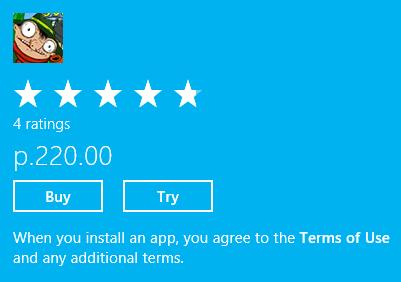 4 ratings
p.220.00
Buy
Try
When you install an app, you agree to the Terms of Use
and any additional terms.